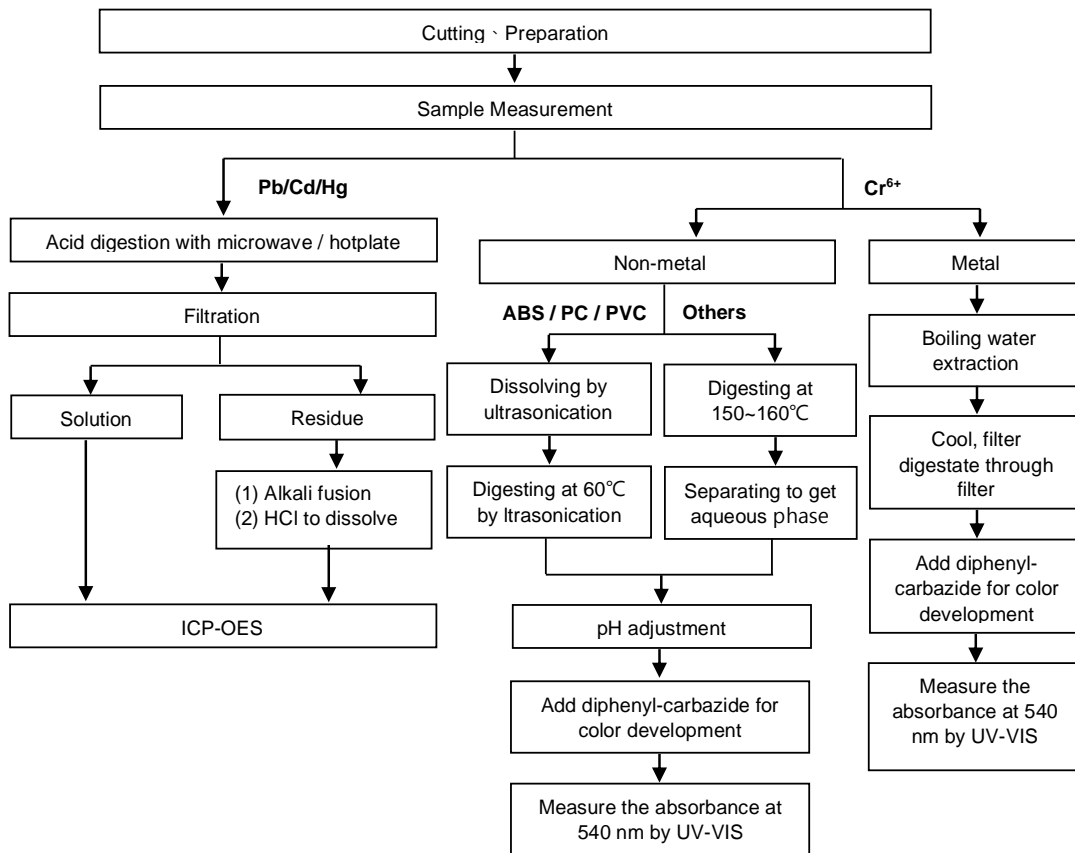 Cutting、Preparation
Sample Measurement
Pb/Cd/Hg
Cr⁶⁺
Acid digestion with microwave / hotplate
Filtration
Solution
Residue
(1) Alkali fusion
(2) HCl to dissolve
ICP-OES
Non-metal
ABS / PC / PVC
Others
Dissolving by
ultrasonication
Digesting at 60℃
by ltrasonication
Digesting at
150~160℃
Separating to get
aqueous phase
pH adjustment
Add diphenyl-carbazide for
color development
Measure the absorbance at
540 nm by UV-VIS
Metal
Boiling water
extraction
Cool, filter
digestate through
filter
Add diphenyl-
carbazide for color
development
Measure the
absorbance at 540
nm by UV-VIS